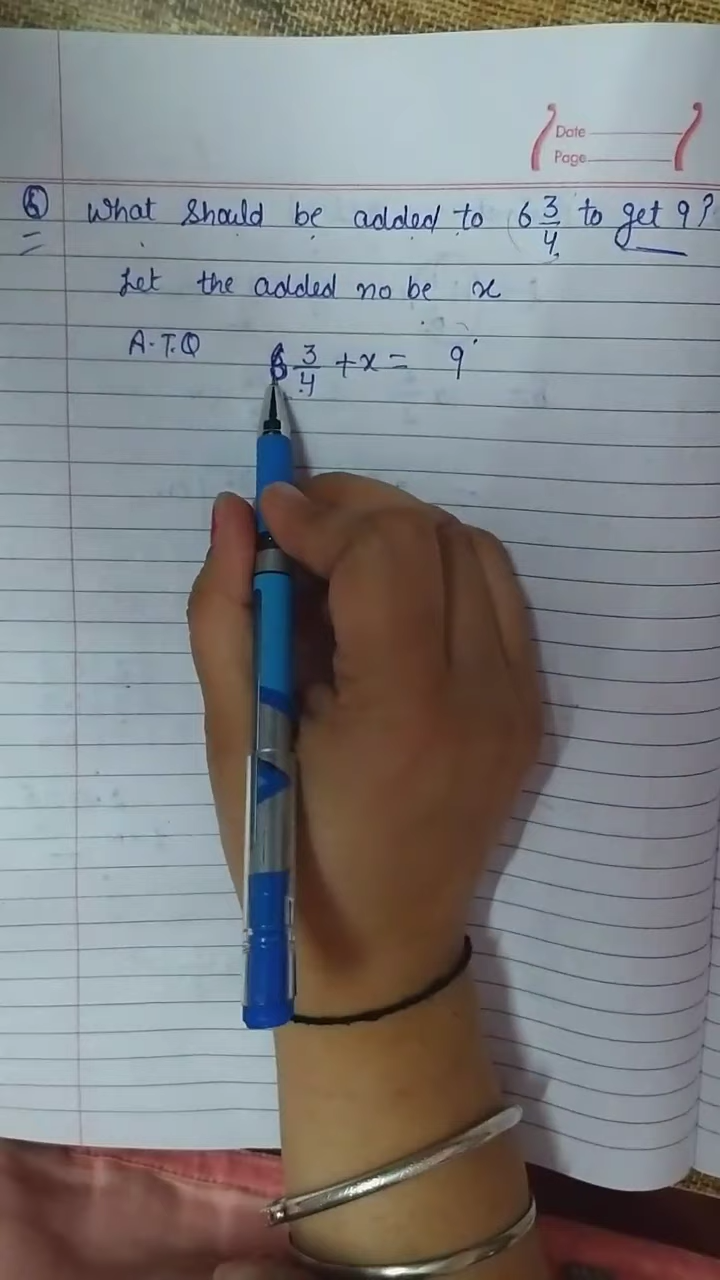 Date
Page
6 What should be added to 6 3/4 to get 9?
Let the added no be x
A.T.Q 6 3/4 + x = 9